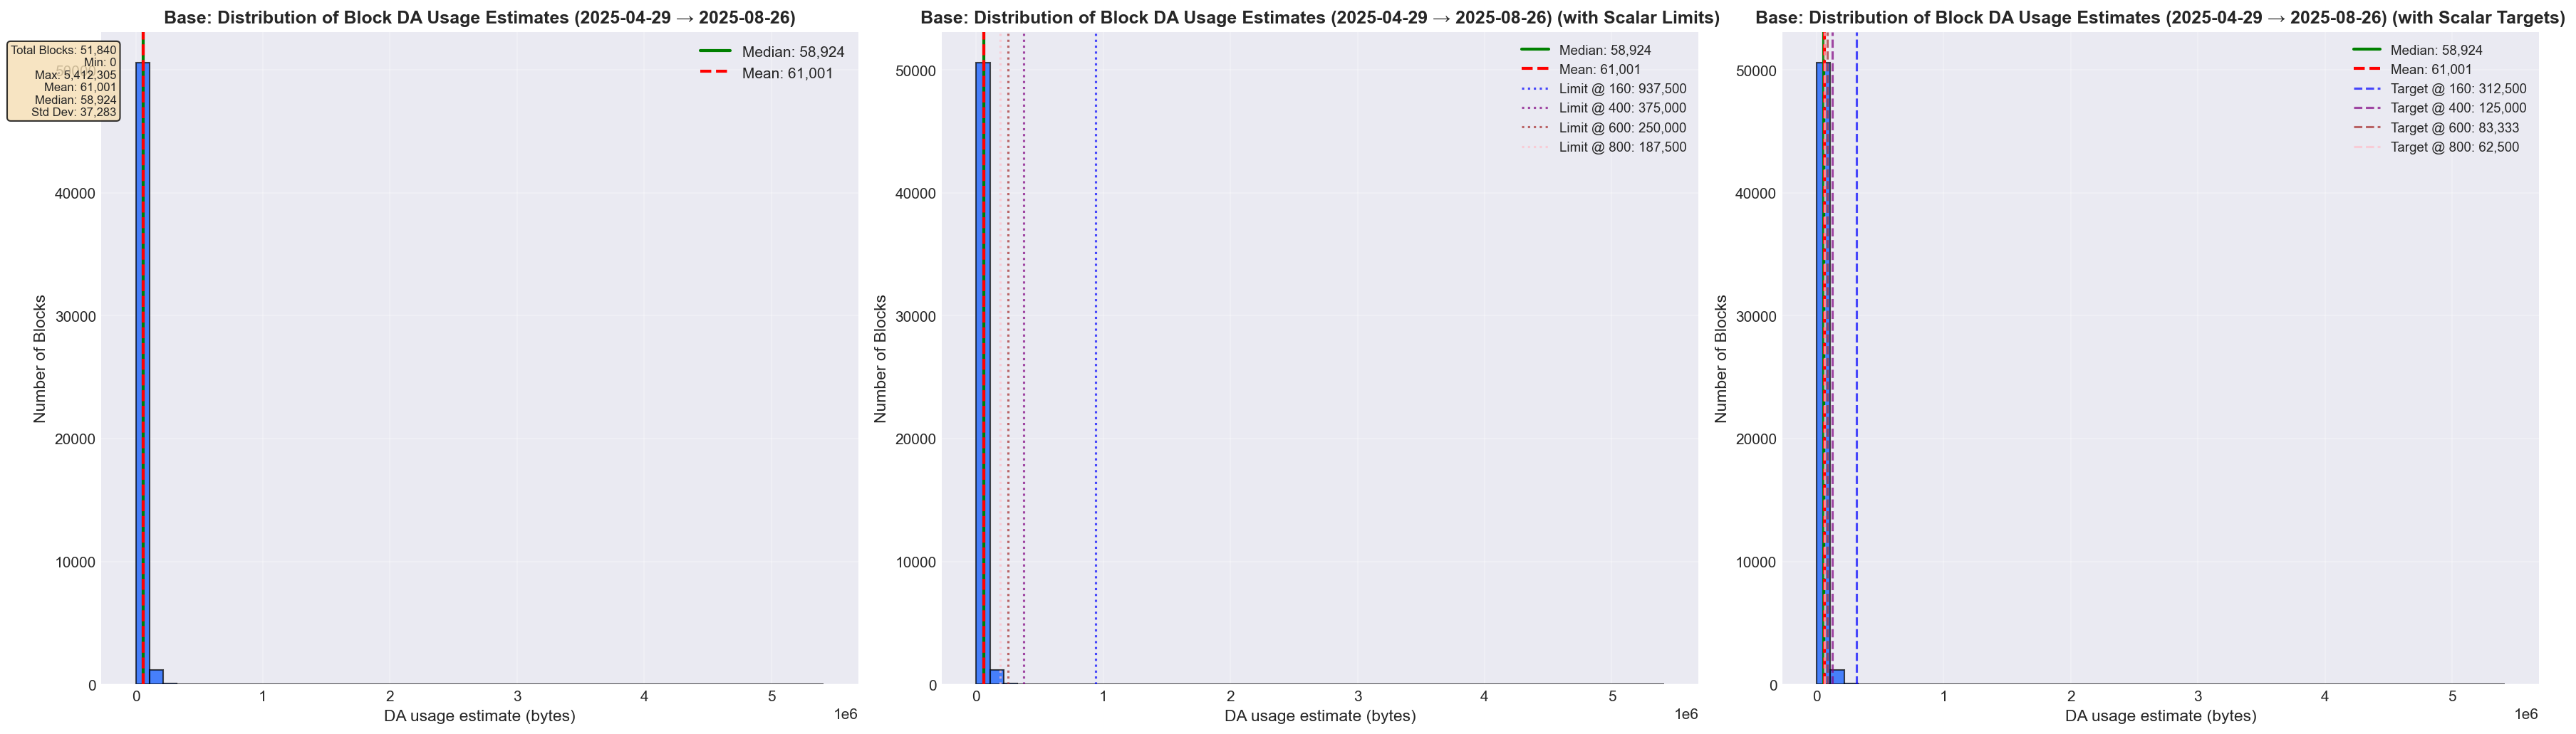 Base: Distribution of Block DA Usage Estimates (2025-04-29 → 2025-08-26)
Total Blocks: 51,840
Min: 0
Max: 5,412,305
Mean: 61,001
Median: 58,924
Std Dev: 37,283
Median: 58,924
Mean: 61,001
50000
40000
30000
20000
10000
0
Number of Blocks
0 1 2 3 4 5
1e6
DA usage estimate (bytes)
Base: Distribution of Block DA Usage Estimates (2025-04-29 → 2025-08-26) (with Scalar Limits)
Median: 58,924
Mean: 61,001
Limit @ 160: 937,500
Limit @ 400: 375,000
Limit @ 600: 250,000
Limit @ 800: 187,500
50000
40000
30000
20000
10000
0
Number of Blocks
0 1 2 3 4 5
1e6
DA usage estimate (bytes)
Base: Distribution of Block DA Usage Estimates (2025-04-29 → 2025-08-26) (with Scalar Targets)
Median: 58,924
Mean: 61,001
Target @ 160: 312,500
Target @ 400: 125,000
Target @ 600: 83,333
Target @ 800: 62,500
50000
40000
30000
20000
10000
0
Number of Blocks
0 1 2 3 4 5
1e6
DA usage estimate (bytes)